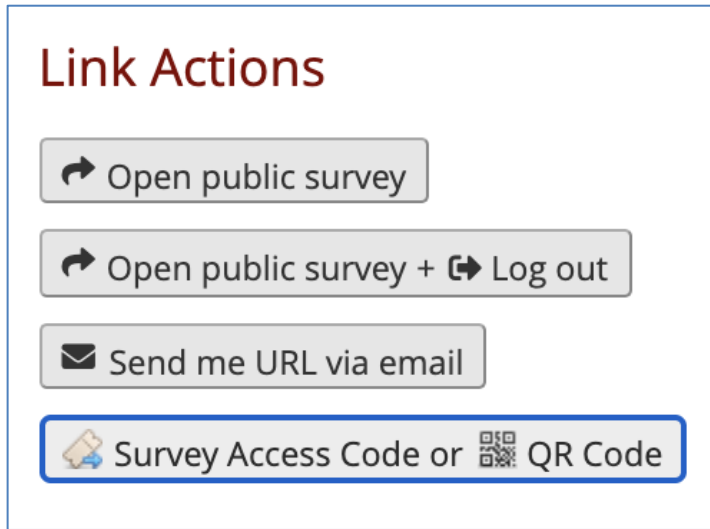 Link Actions
Open public survey
Open public survey + Log out
Send me URL via email
Survey Access Code or QR Code